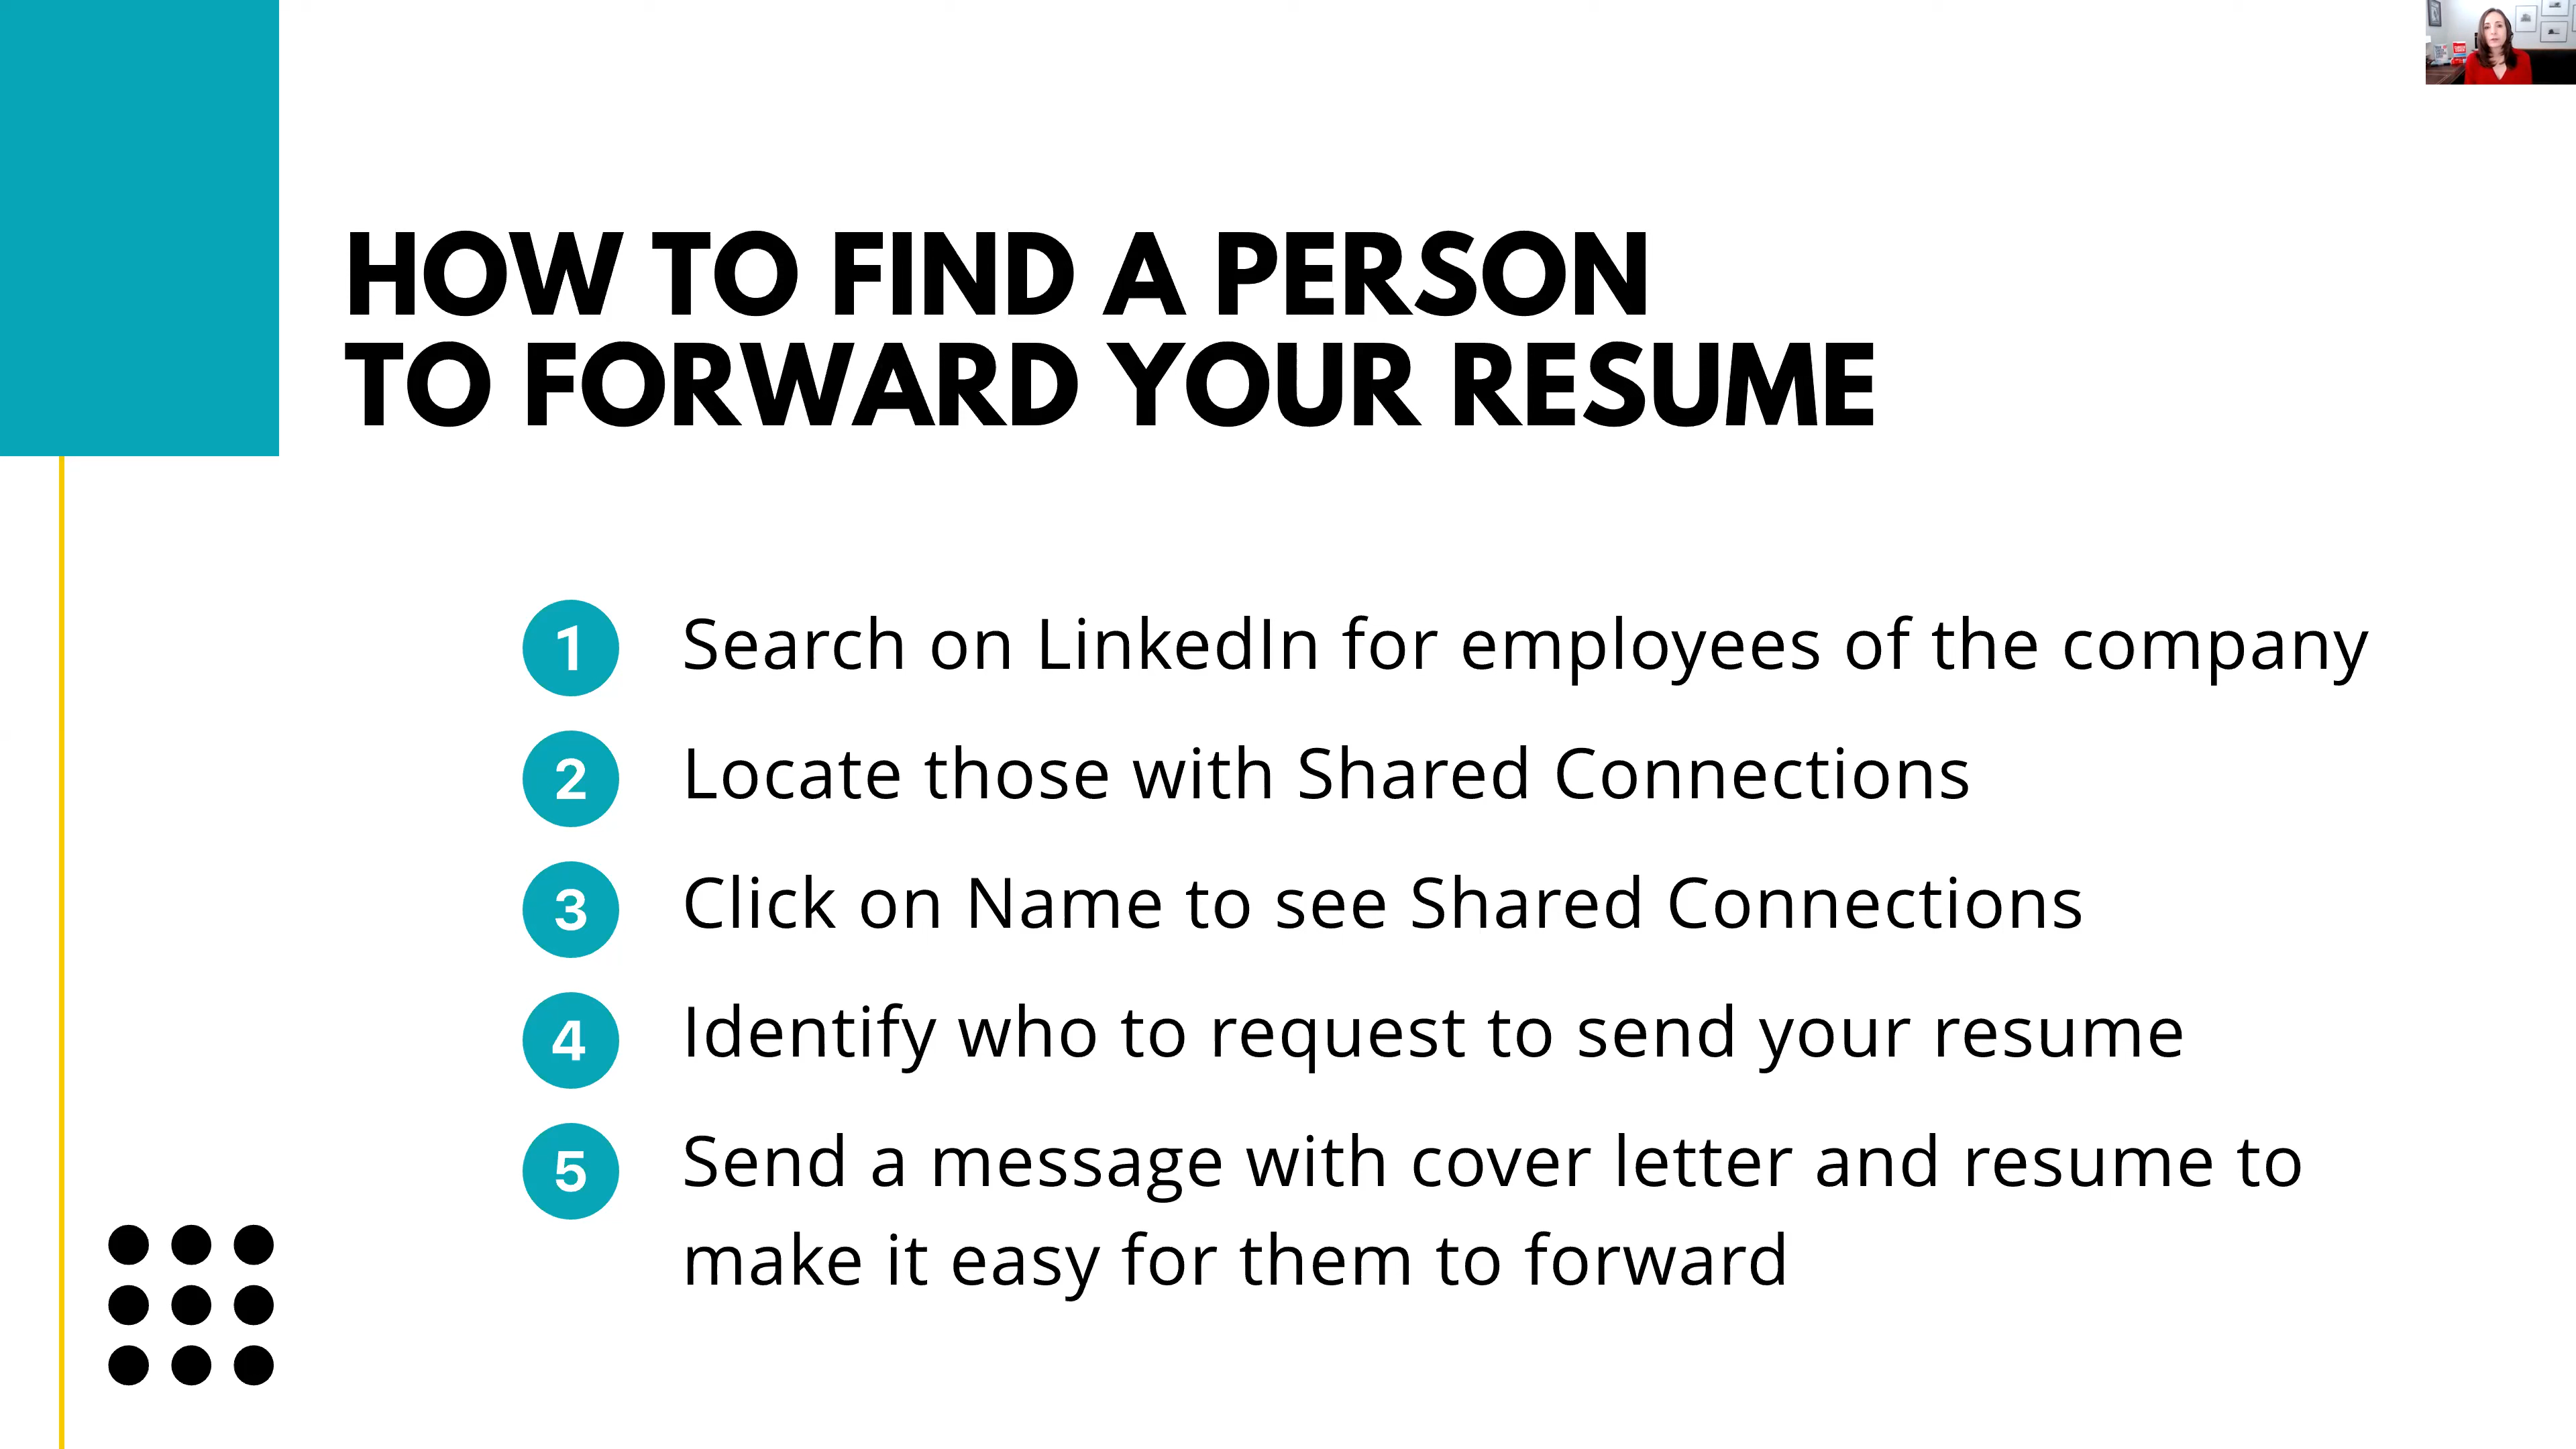 HOW TO FIND A PERSON
TO FORWARD YOUR RESUME
1 Search on LinkedIn for employees of the company
2 Locate those with Shared Connections
3 Click on Name to see Shared Connections
4 Identify who to request to send your resume
5 Send a message with cover letter and resume to
make it easy for them to forward